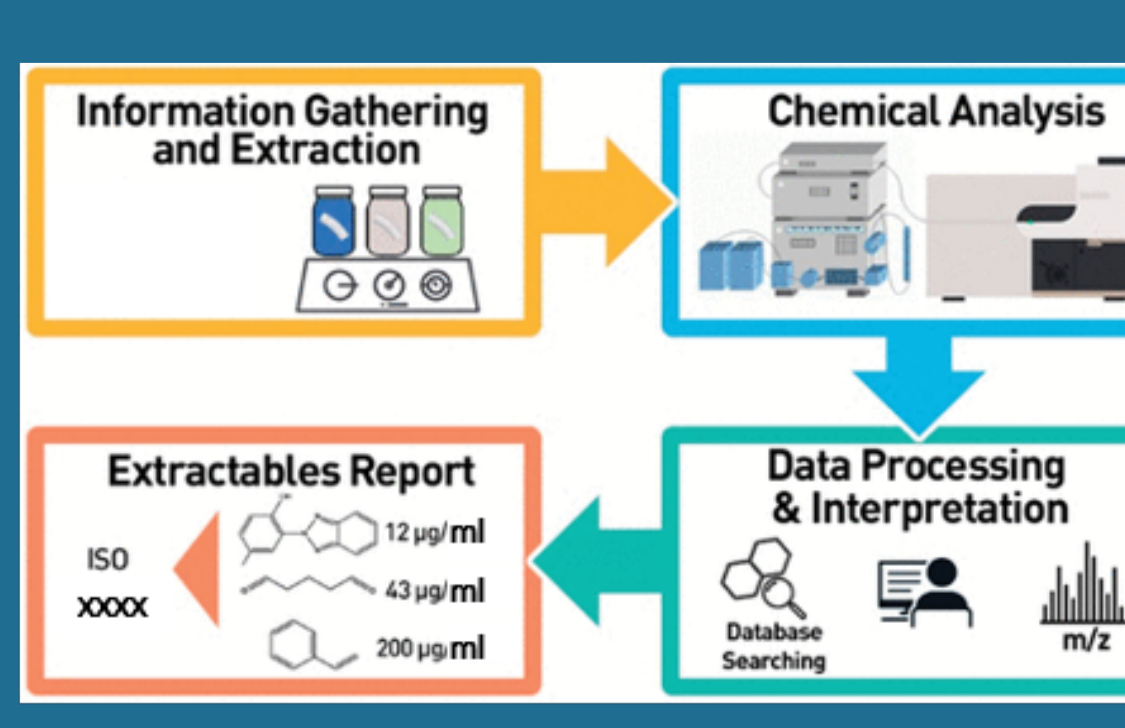 Information Gathering
and Extraction
Chemical Analysis
Extractables Report
ISO
XXXX
12 µg/ml
43 µg/ml
200 µg/ml
Data Processing
& Interpretation
Database
Searching
m/z